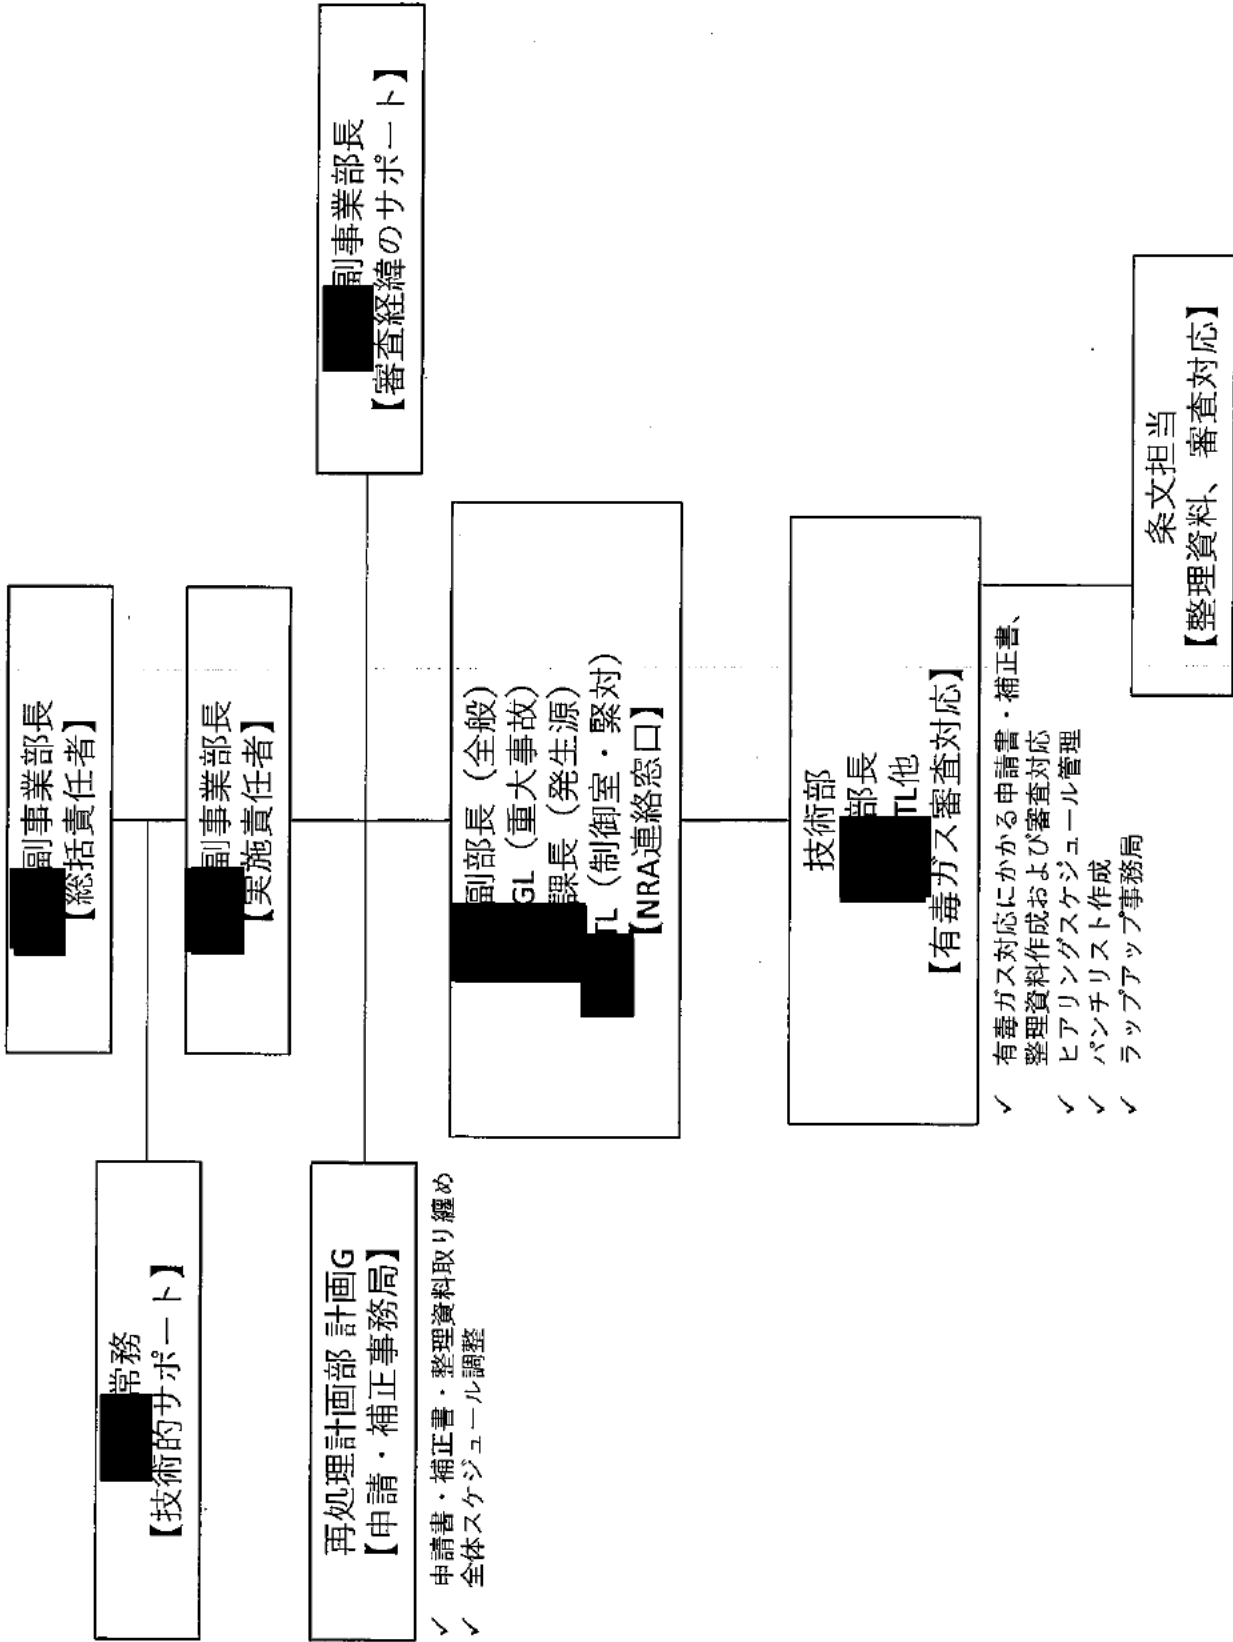 副事業部長
【総括責任者】
常務
【技術的サポート】
副事業部長
【実施責任者】
再処理計画部 計画G
【申請・補正事務局】
✓ 申請書・補正書・整理資料取り纏め
✓ 全体スケジュール調整
副事業部長
【審査経緯のサポート】
副部長（全般）
GL（重大事故）
課長（発生源）
TL（制御室・緊対）
【NRA連絡窓口】
技術部
部長
TL他
【有毒ガス審査対応】
✓ 有毒ガス対応にかかる申請書・補正書、
整理資料作成および審査対応
✓ ヒアリングスケジュール管理
✓ パンチリスト作成
✓ ラップアップ事務局
条文担当
【整理資料、審査対応】